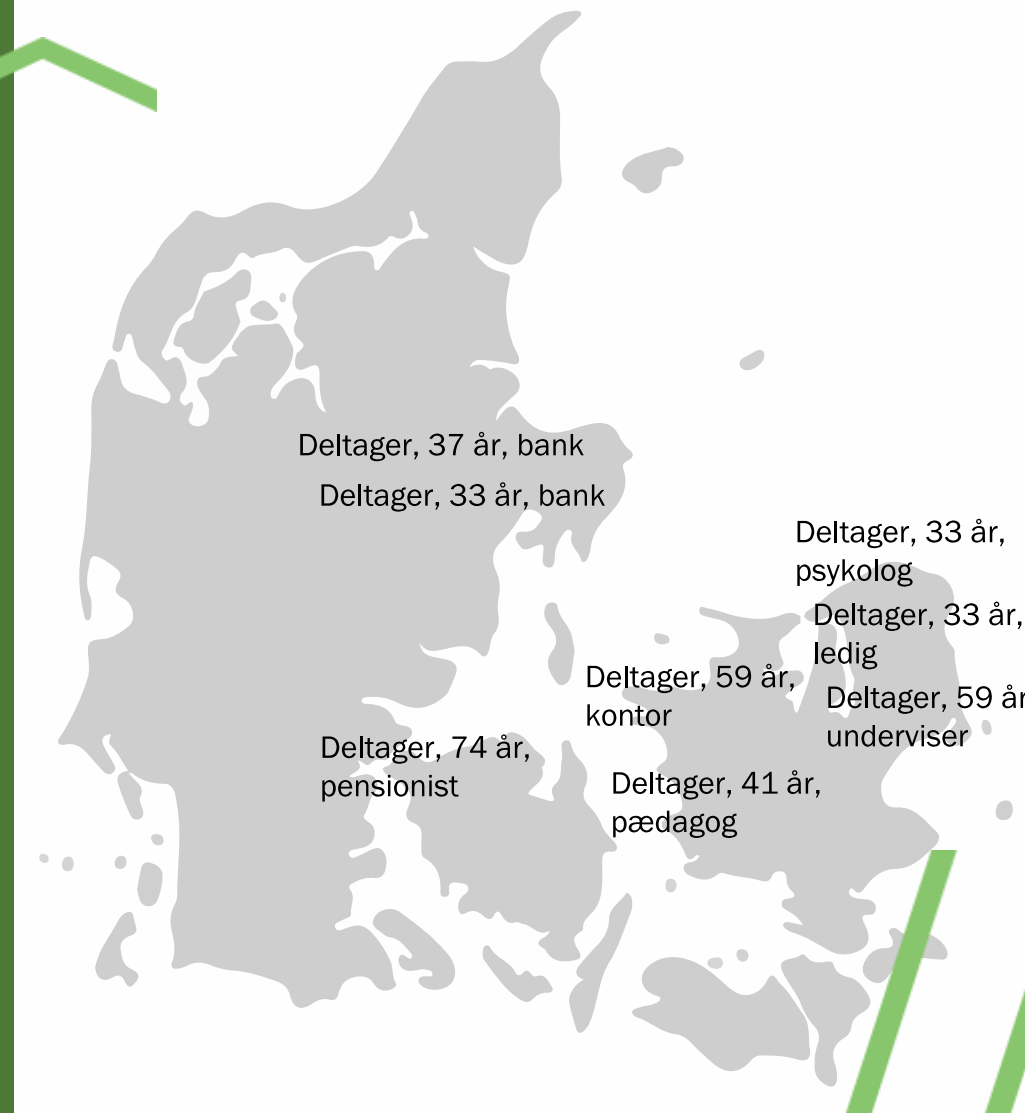 Deltager, 37 år, bank
Deltager, 33 år, bank
Deltager, 33 år,
psykolog
Deltager, 33 år,
ledig
Deltager, 59 år,
kontor
Deltager, 59 år
underviser
Deltager, 74 år,
pensionist
Deltager, 41 år,
pædagog